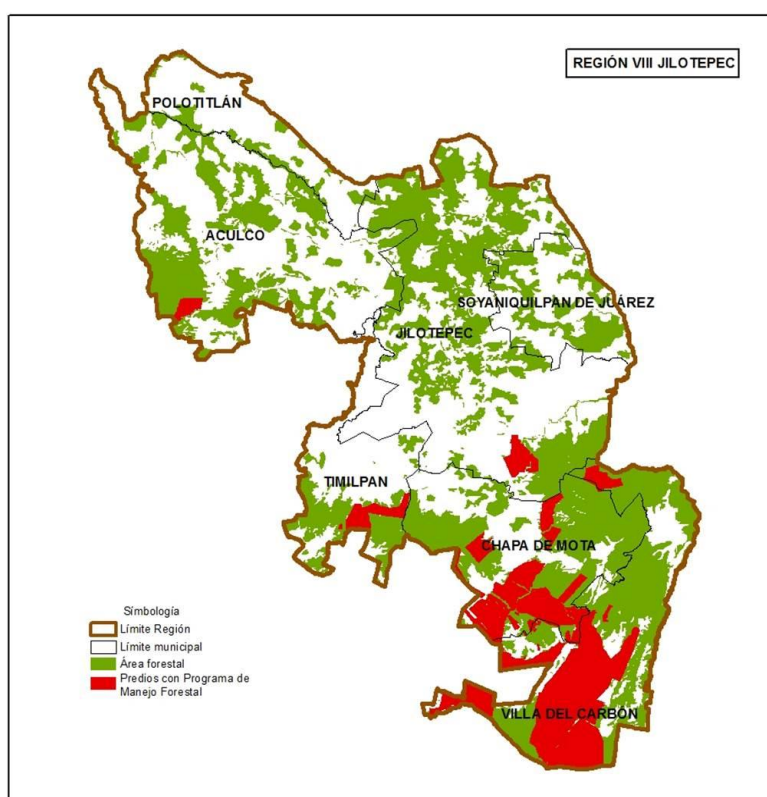 REGIÓN VIII JILOTEPEC
POLOTITLÁN
ACULCO
SOYANIQUILPAN DE JUÁREZ
JILOTEPEC
TIMILPAN
CHAPA DE MOTA
VILLA DEL CARBÓN
Símbología
Límite Región
Límite municipal
Área forestal
Predios con Programa de
Manejo Forestal